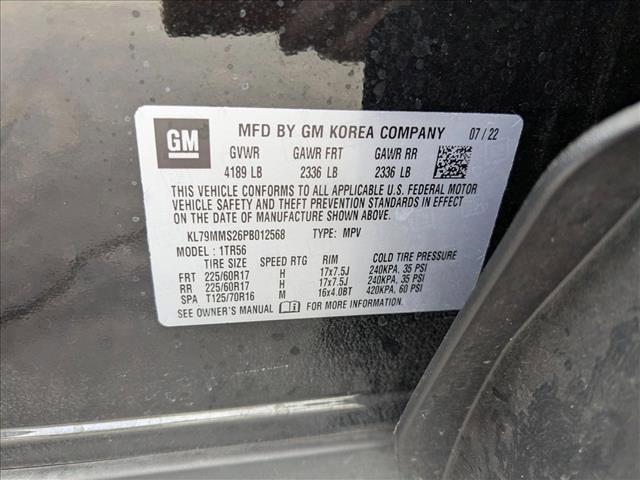 GM MFD BY GM KOREA COMPANY 07/22
GVWR GAWR FRT GAWR RR
4189 LB 2336 LB 2336 LB
THIS VEHICLE CONFORMS TO ALL APPLICABLE U.S. FEDERAL MOTOR
VEHICLE SAFETY AND THEFT PREVENTION STANDARDS IN EFFECT
ON THE DATE OF MANUFACTURE SHOWN ABOVE.
KL79MMS26PB012568 TYPE: MPV
MODEL : 1TR56
TIRE SIZE SPEED RTG RIM COLD TIRE PRESSURE
FRT 225/60R17 H 17x7.5J 240KPA, 35 PSI
RR 225/60R17 H 17x7.5J 240KPA, 35 PSI
SPA T125/70R16 M 16x4.0BT 420KPA, 60 PSI
SEE OWNER'S MANUAL FOR MORE INFORMATION.